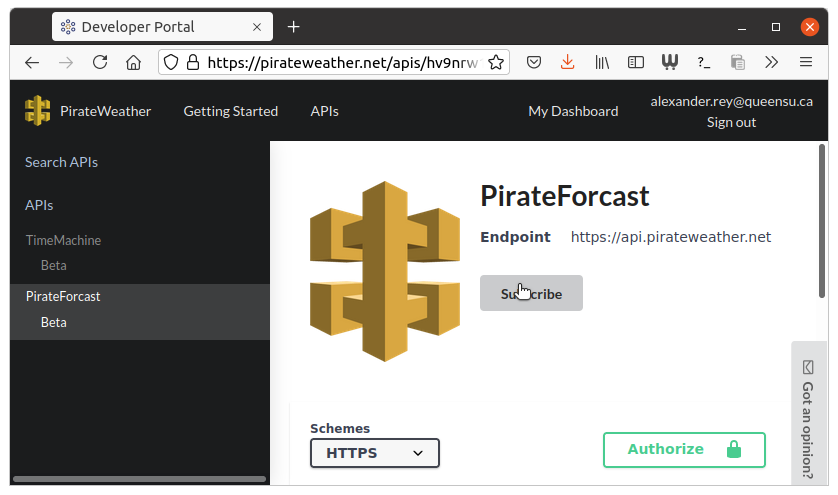 Developer Portal
https://pirateweather.net/apis/hv9nrw
PirateWeather
Getting Started
APIs
My Dashboard
alexander.rey@queensu.ca
Sign out
Search APIs
APIs
TimeMachine
Beta
PirateForcast
Beta
PirateForcast
Endpoint https://api.pirateweather.net
Subscribe
Schemes
HTTPS
Authorize
Got an opinion?